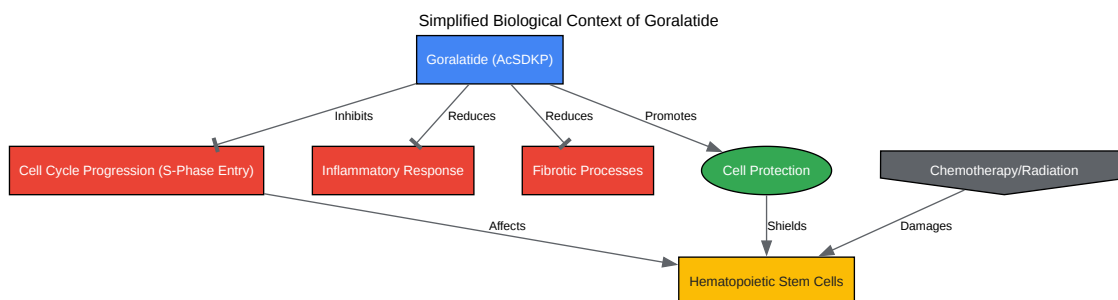 Simplified Biological Context of Goralatide
Goralatide (AcSDKP)
Inhibits
Reduces
Reduces
Promotes
Cell Cycle Progression (S-Phase Entry)
Inflammatory Response
Fibrotic Processes
Cell Protection
Chemotherapy/Radiation
Affects
Shields
Damages
Hematopoietic Stem Cells